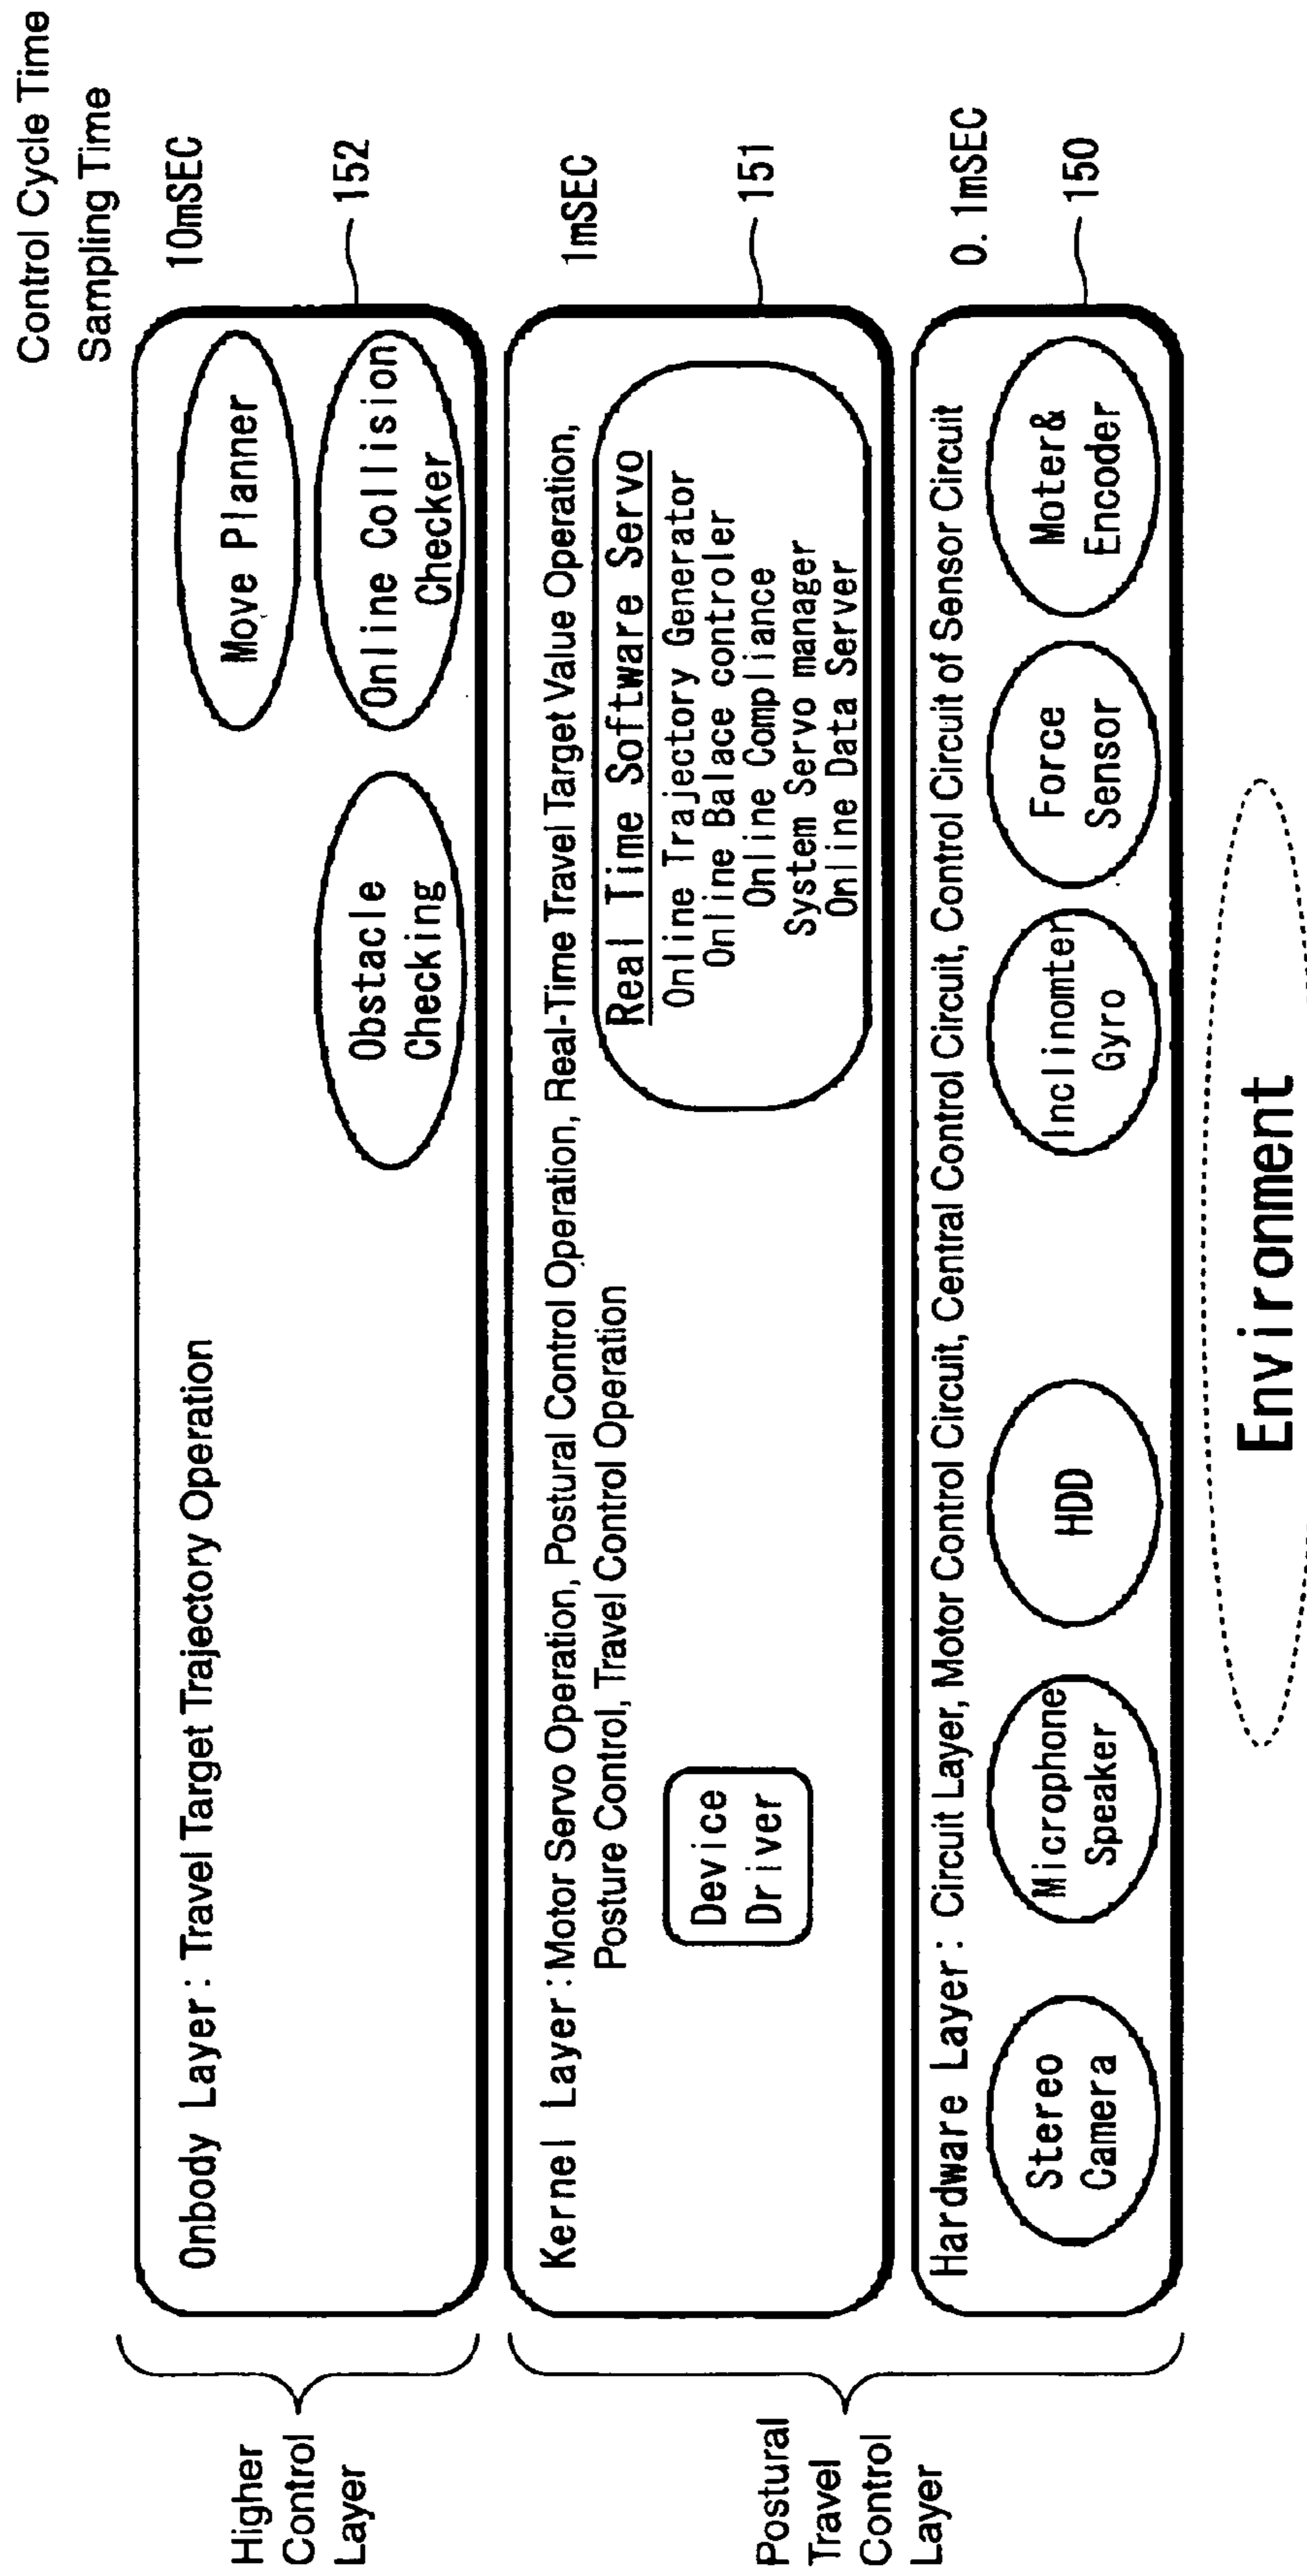 Control Cycle Time
Sampling Time
Higher
Control
Layer
Onbody Layer : Travel Target Trajectory Operation
10mSEC
Move Planner
Obstacle
Checking
Online Collision
Checker
152
Postural
Travel
Control
Layer
Kernel Layer : Motor Servo Operation, Postural Control Operation, Real-Time Travel Target Value Operation,
Posture Control, Travel Control Operation
1mSEC
Device
Driver
Real Time Software Servo
Online Trajectory Generator
Online Balace controler
Online Compliance
System Servo manager
Online Data Server
151
Hardware Layer : Circuit Layer, Motor Control Circuit, Central Control Circuit, Control Circuit of Sensor Circuit
0. 1mSEC
Stereo
Camera
Microphone
Speaker
HDD
Inclinomter
Gyro
Force
Sensor
Moter&
Encoder
150
Environment